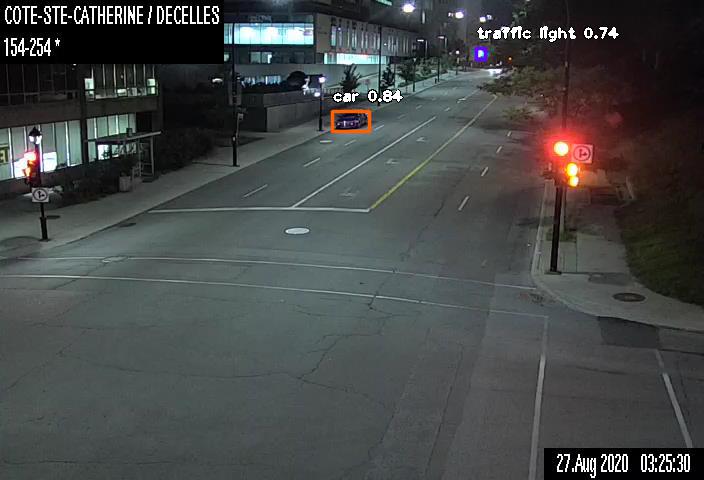 COTE-STE-CATHERINE / DECELLES
154-254 *
traffic light 0.74
car 0.84
27.Aug 2020 03:25:30